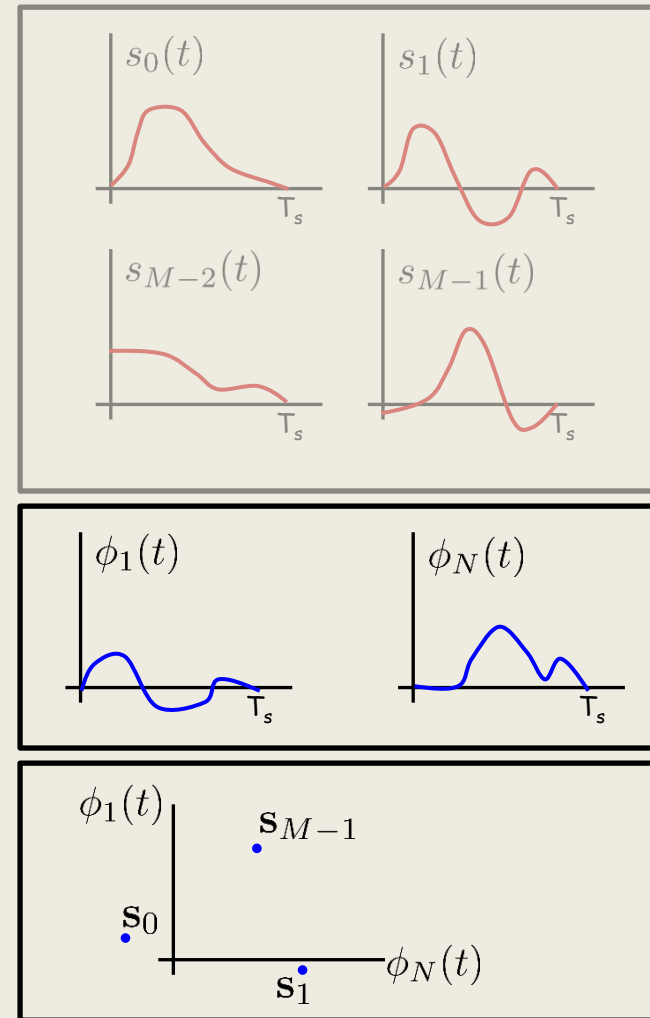 s_0(t) s_1(t)
T_s T_s
s_{M-2}(t) s_{M-1}(t)
T_s T_s
ϕ_1(t) ϕ_N(t)
T_s T_s
ϕ_1(t)
𝐬_{M-1}
𝐬_0
ϕ_N(t)
𝐬_1